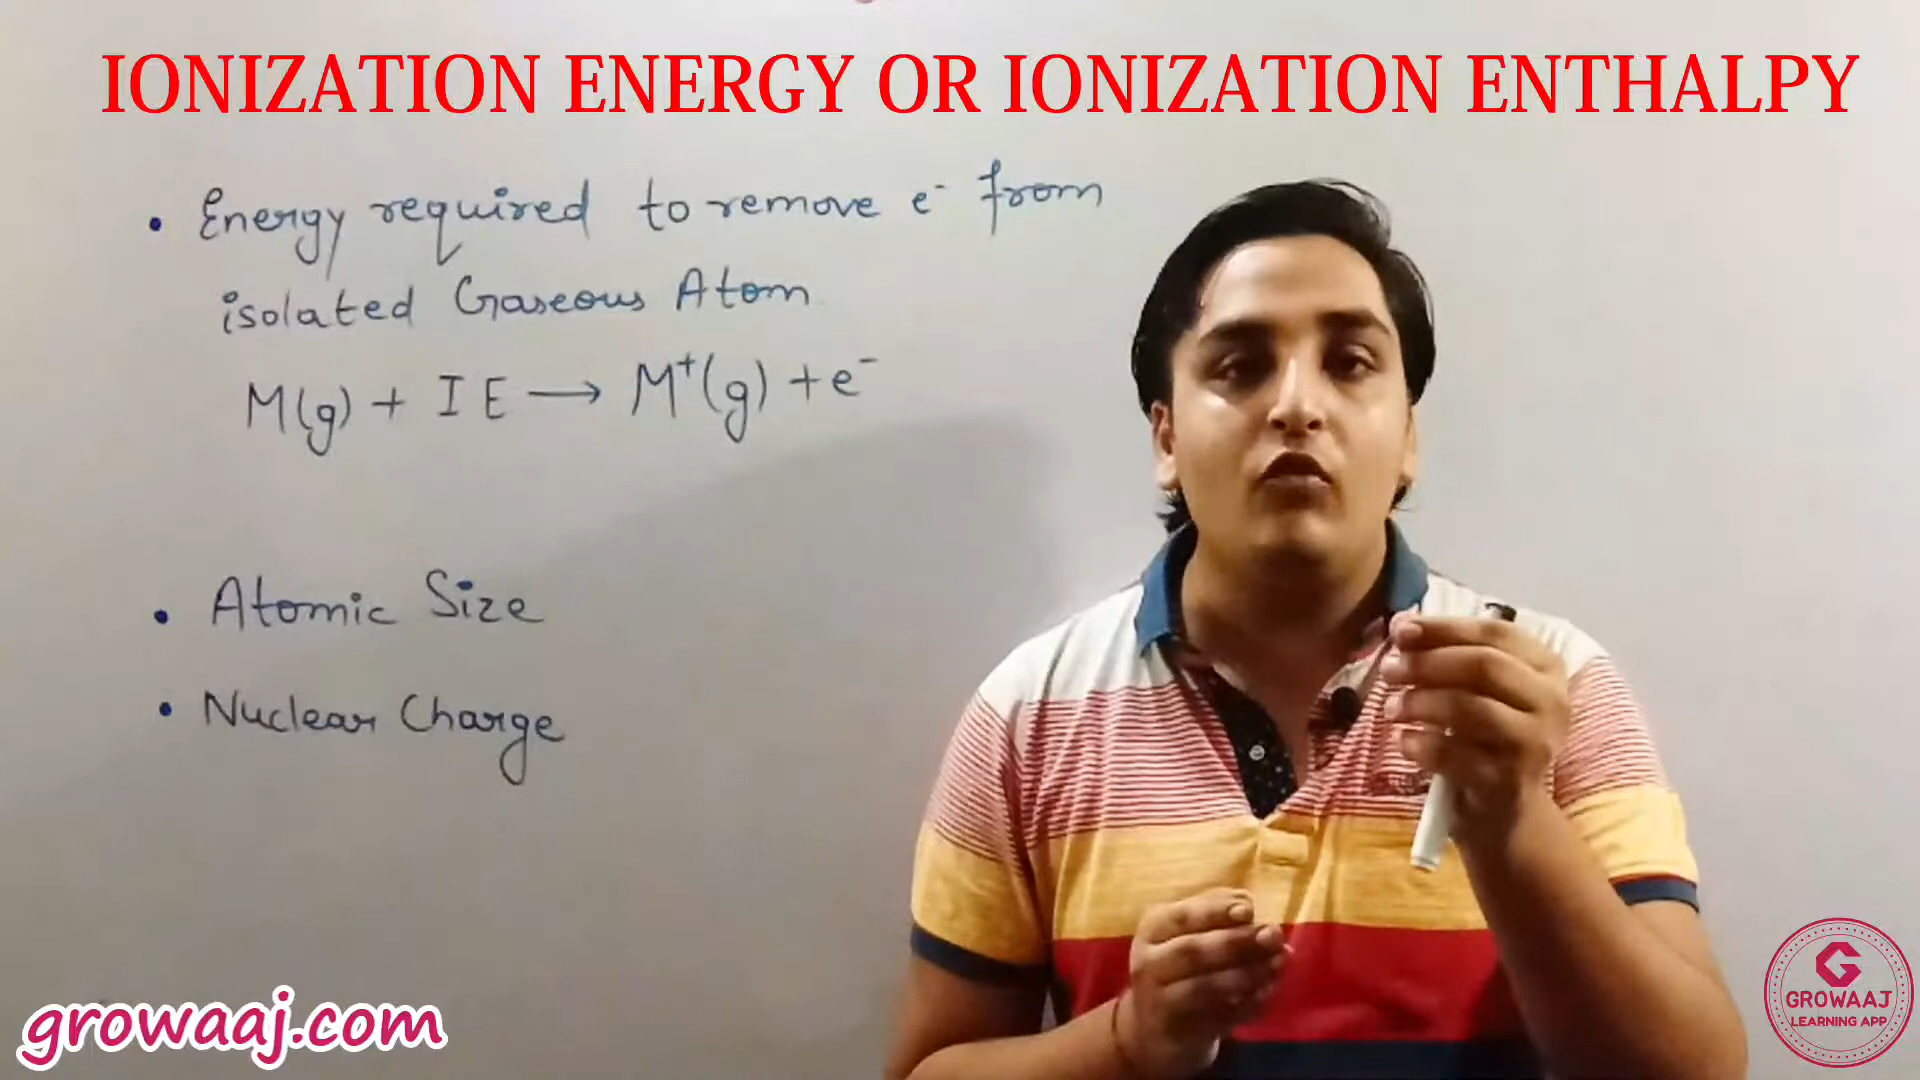 IONIZATION ENERGY OR IONIZATION ENTHALPY
• Energy required to remove e⁻ from
isolated Gaseous Atom
M(g) + IE ⟶ M⁺(g) + e⁻
• Atomic Size
• Nuclear Charge
growaaj.com
G
GROWAAJ
LEARNING APP